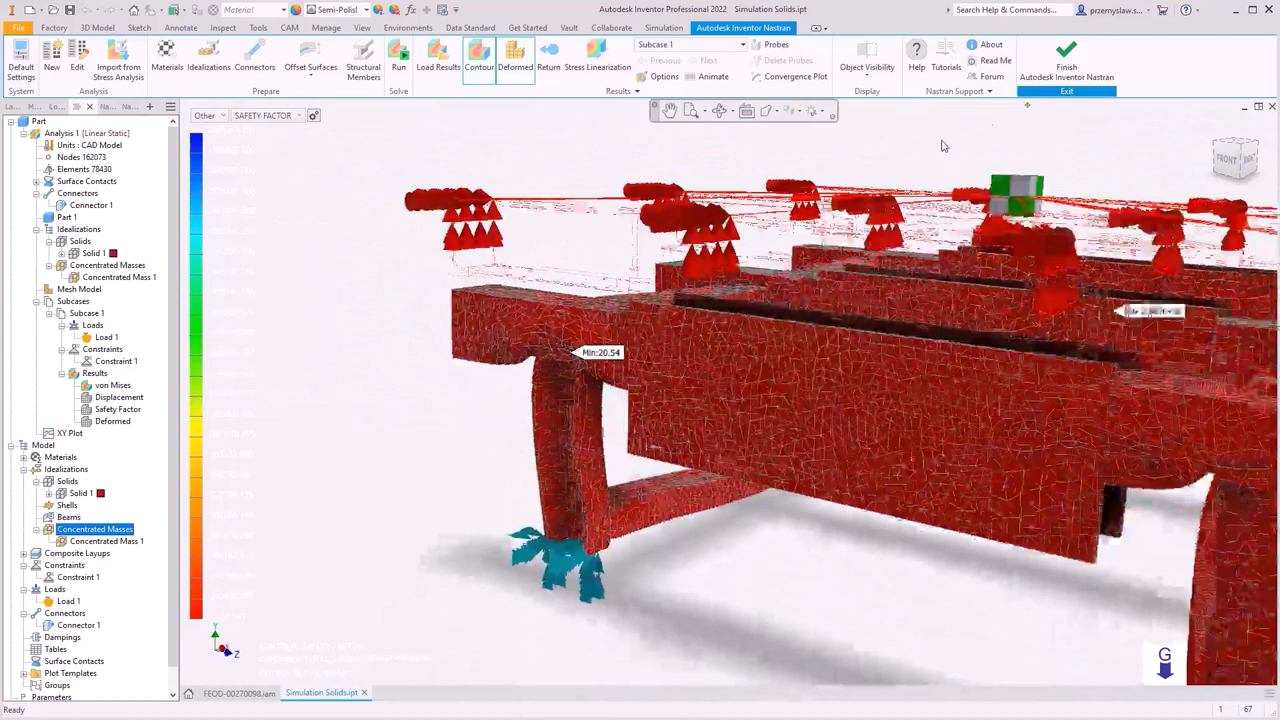 Material
Semi-Polish
Autodesk Inventor Professional 2022 Simulation Solids.ipt
Search Help & Commands...
przemyslaw.s...
File Factory 3D Model Sketch Annotate Inspect Tools CAM Manage View Environments Data Standard Get Started Vault Collaborate Simulation Autodesk Inventor Nastran
Default Settings
New
Edit
Import from Stress Analysis
Materials
Idealizations
Connectors
Offset Surfaces
Structural Members
Run
Load Results
Contour
Deformed
Return
Stress Linearization
Subcase 1
Previous Next
Options Animate
Probes
Delete Probes
Convergence Plot
Object Visibility
Help
Tutorials
About
Read Me
Forum
Finish Autodesk Inventor Nastran
Analysis Prepare Solve Results Display Nastran Support Exit
La... M... Lo... Na... Na...
Part
Analysis 1 [Linear Static]
Units : CAD Model
Nodes 162073
Elements 78430
Surface Contacts
Connectors
Connector 1
Part 1
Idealizations
Solids
Solid 1
Concentrated Masses
Concentrated Mass 1
Mesh Model
Subcases
Subcase 1
Loads
Load 1
Constraints
Constraint 1
Results
von Mises
Displacement
Safety Factor
Deformed
XY Plot
Model
Materials
Idealizations
Solids
Solid 1
Shells
Beams
Concentrated Masses
Concentrated Mass 1
Composite Layups
Constraints
Constraint 1
Loads
Load 1
Connectors
Connector 1
Dampings
Tables
Surface Contacts
Plot Templates
Groups
Parameters
Other SAFETY FACTOR
FRONT RIGHT
Min:20.54
Y
Z
G
FEOD-00270098.iam Simulation Solids.ipt
Ready
1 67